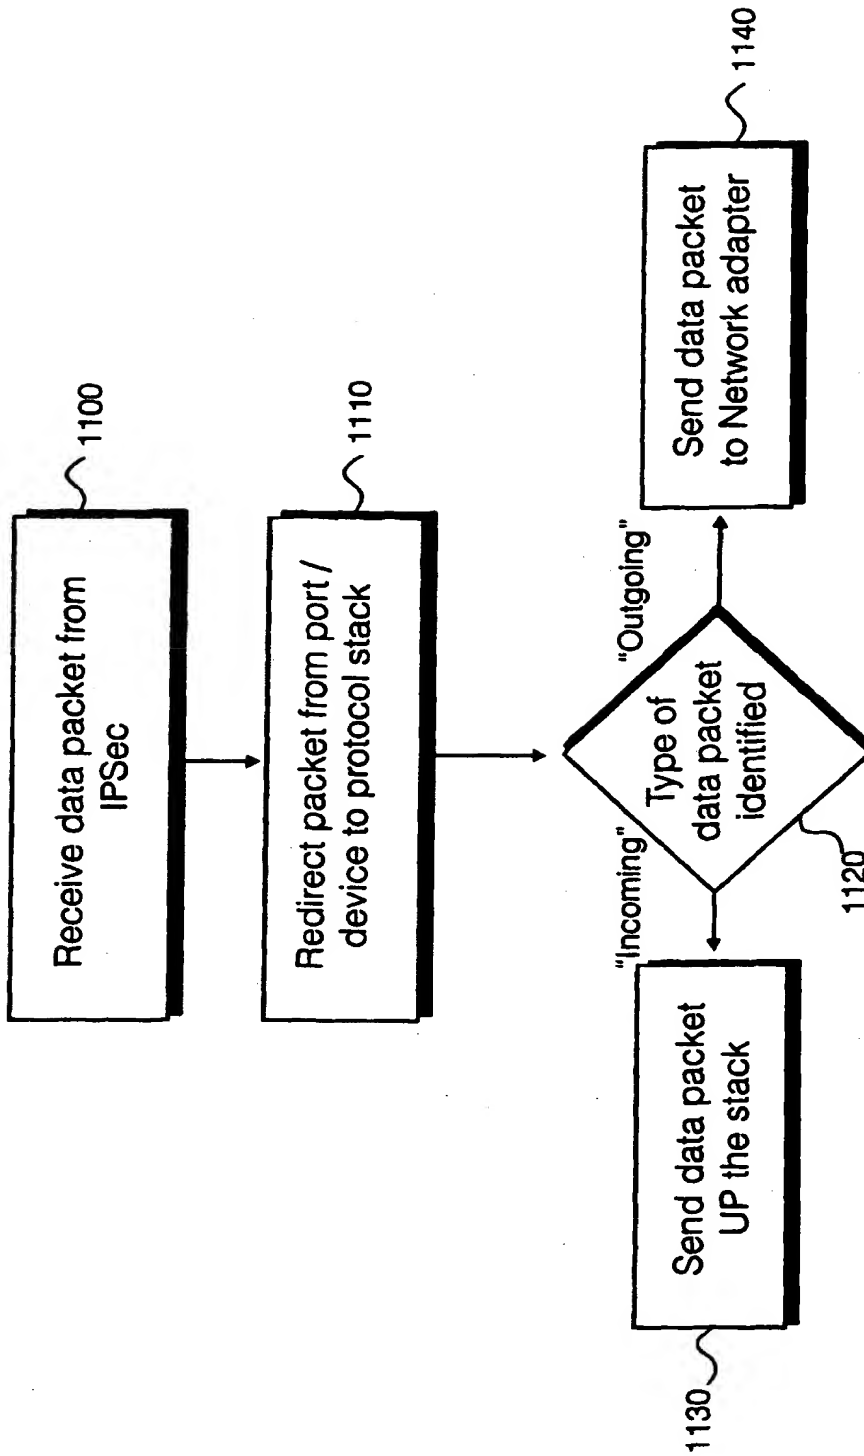 Receive data packet from
IPSec
1100
Redirect packet from port /
device to protocol stack
1110
Type of
data packet
identified
1120
"Incoming"
"Outgoing"
Send data packet
UP the stack
1130
Send data packet
to Network adapter
1140